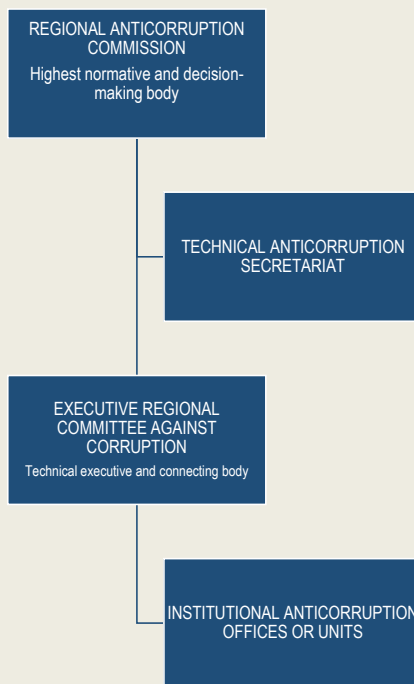 REGIONAL ANTICORRUPTION
COMMISSION
Highest normative and decision-
making body
TECHNICAL ANTICORRUPTION
SECRETARIAT
EXECUTIVE REGIONAL
COMMITTEE AGAINST
CORRUPTION
Technical executive and connecting body
INSTITUTIONAL ANTICORRUPTION
OFFICES OR UNITS